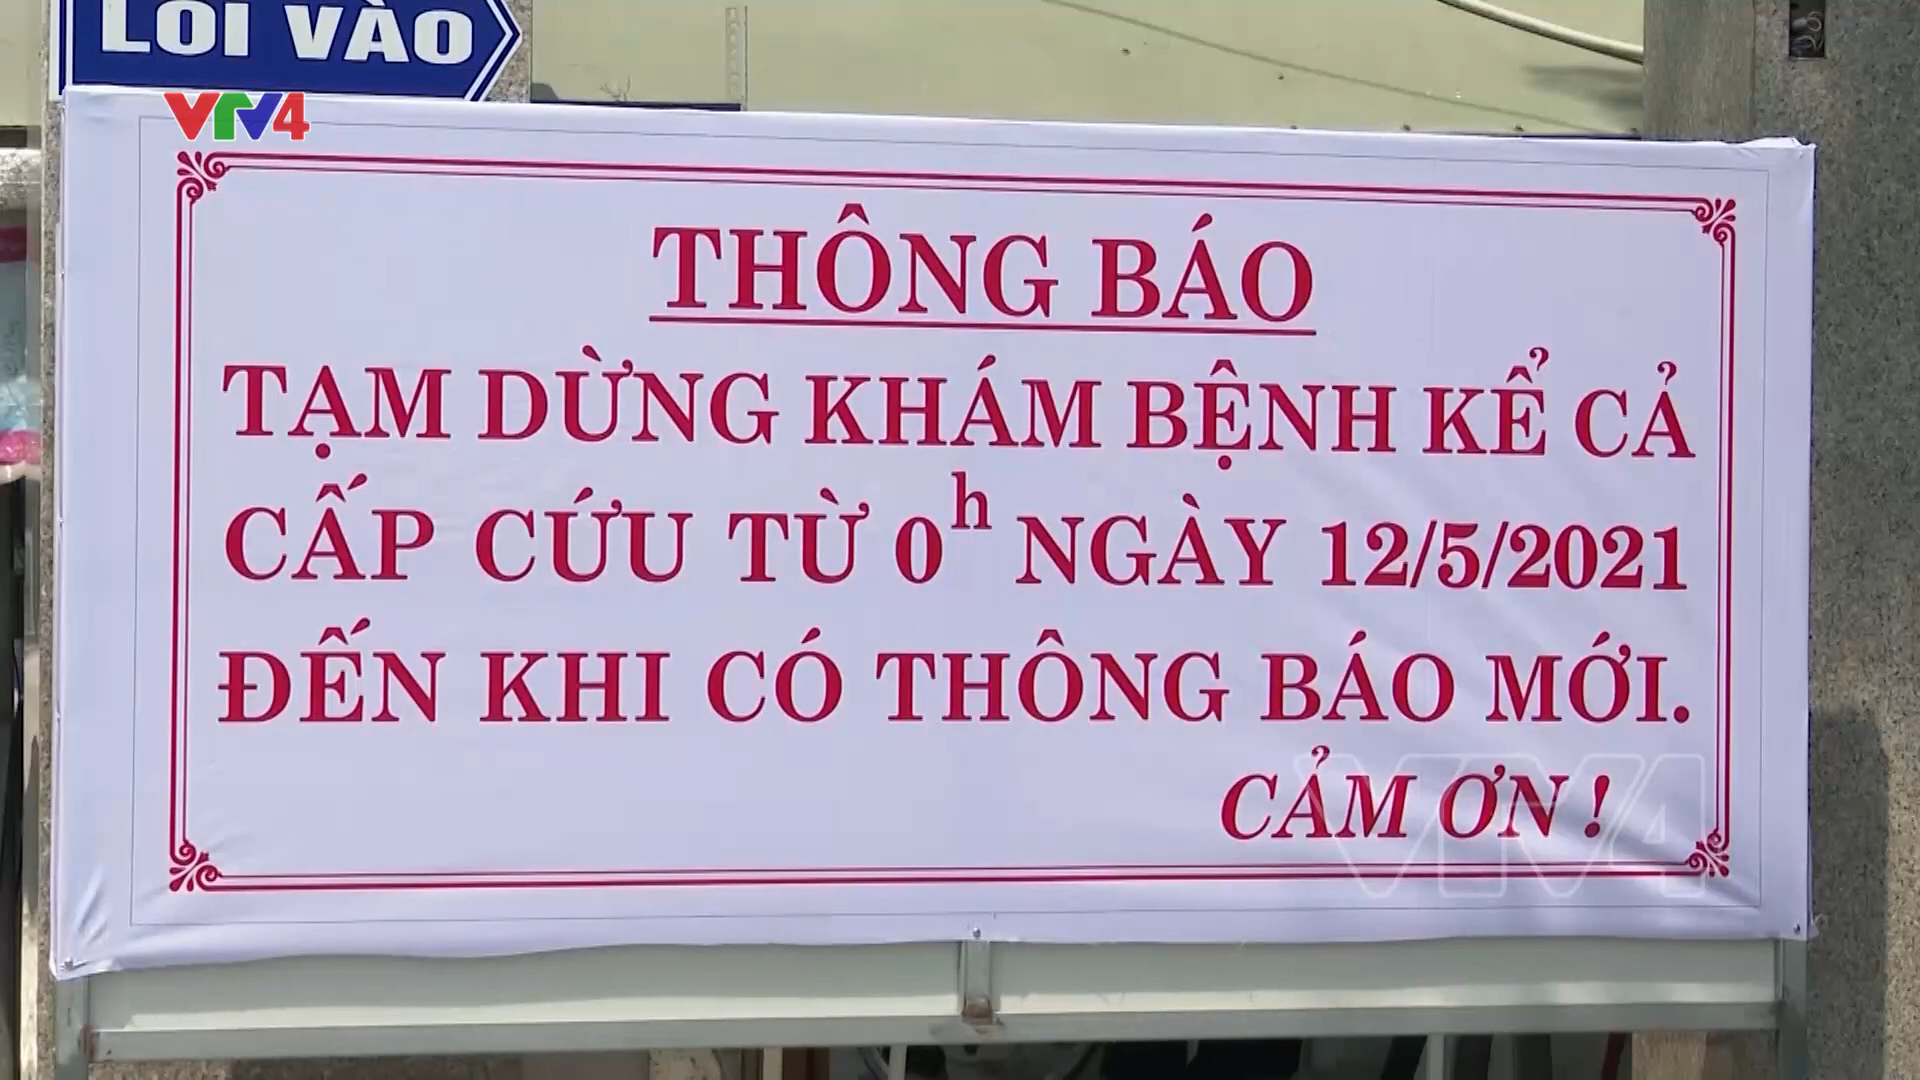 LỐI VÀO
VTV4
THÔNG BÁO
TẠM DỪNG KHÁM BỆNH KỂ CẢ
CẤP CỨU TỪ 0h NGÀY 12/5/2021
ĐẾN KHI CÓ THÔNG BÁO MỚI.
CẢM ƠN !
VTV4